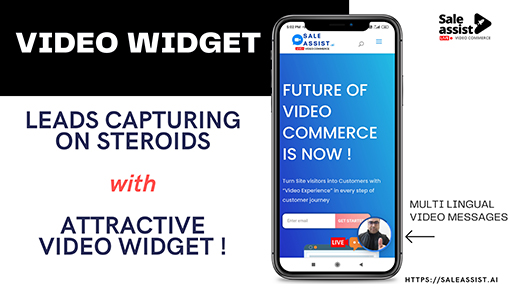 VIDEO WIDGET
LEADS CAPTURING
ON STEROIDS
with
ATTRACTIVE
VIDEO WIDGET !
SALE
ASSIST
FUTURE OF
VIDEO
COMMERCE
IS NOW !
Turn Site visitors into Customers with
"Video Experience" in every step of
customer journey
Enter email
GET STARTED
LIVE
Sale
assist
LIVE VIDEO COMMERCE
MULTI LINGUAL
VIDEO MESSAGES
HTTPS://SALEASSIST.AI